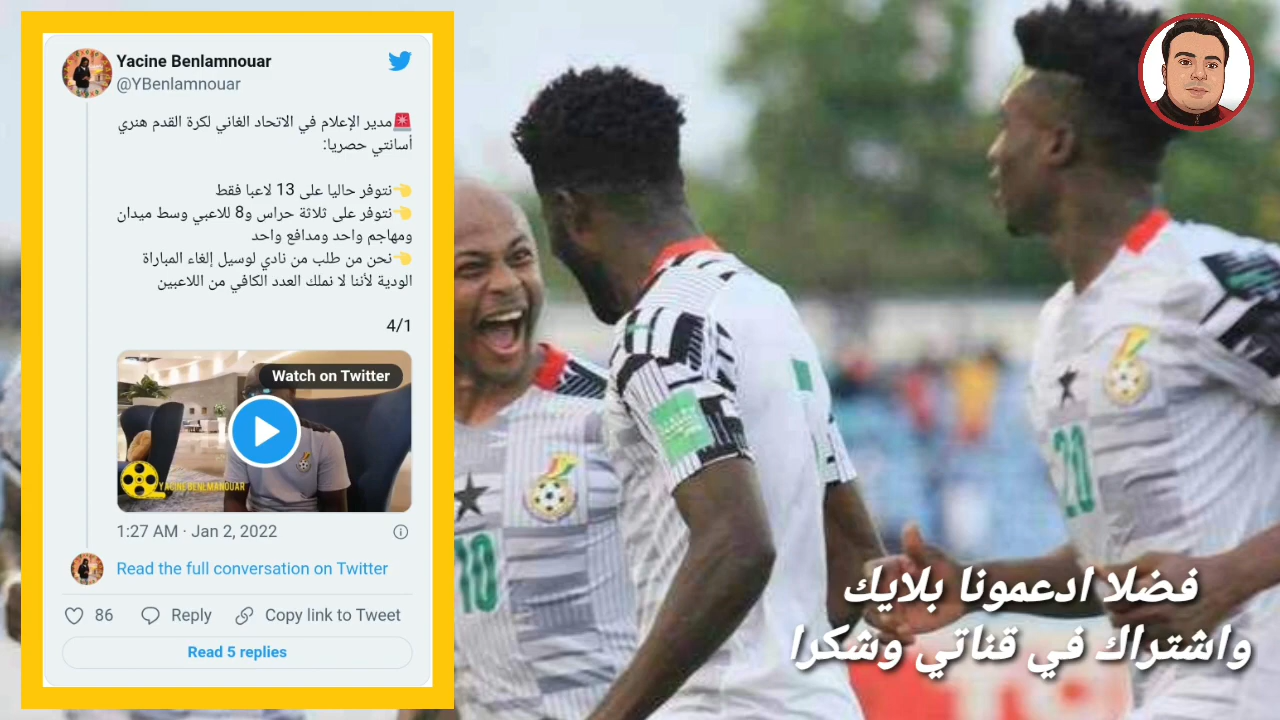 Yacine Benlamnouar
@YBenlamnouar
🚨مدير الإعلام في الاتحاد الغاني لكرة القدم هنري
أسانتي حصريا:
👈نتوفر حاليا على 13 لاعبا فقط
👈نتوفر على ثلاثة حراس و8 للاعبي وسط ميدان
ومهاجم واحد ومدافع واحد
👈نحن من طلب من نادي لوسيل إلغاء المباراة
الودية لأننا لا نملك العدد الكافي من اللاعبين
4/1
Watch on Twitter
YACINE BENLEMANOUAR
1:27 AM · Jan 2, 2022
Read the full conversation on Twitter
86
Reply
Copy link to Tweet
Read 5 replies
10
20
فضلا ادعمونا بلايك
واشتراك في قناتي وشكرا